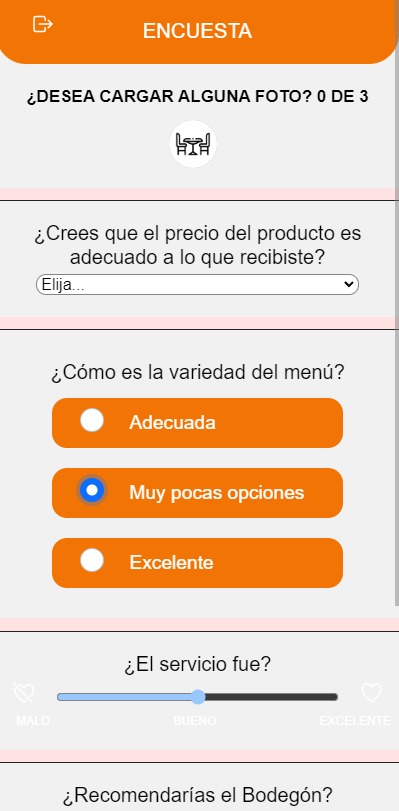 ENCUESTA
¿DESEA CARGAR ALGUNA FOTO? 0 DE 3
¿Crees que el precio del producto es
adecuado a lo que recibiste?
Elija...
¿Cómo es la variedad del menú?
Adecuada
Muy pocas opciones
Excelente
¿El servicio fue?
MALO BUENO EXCELENTE
¿Recomendarías el Bodegón?